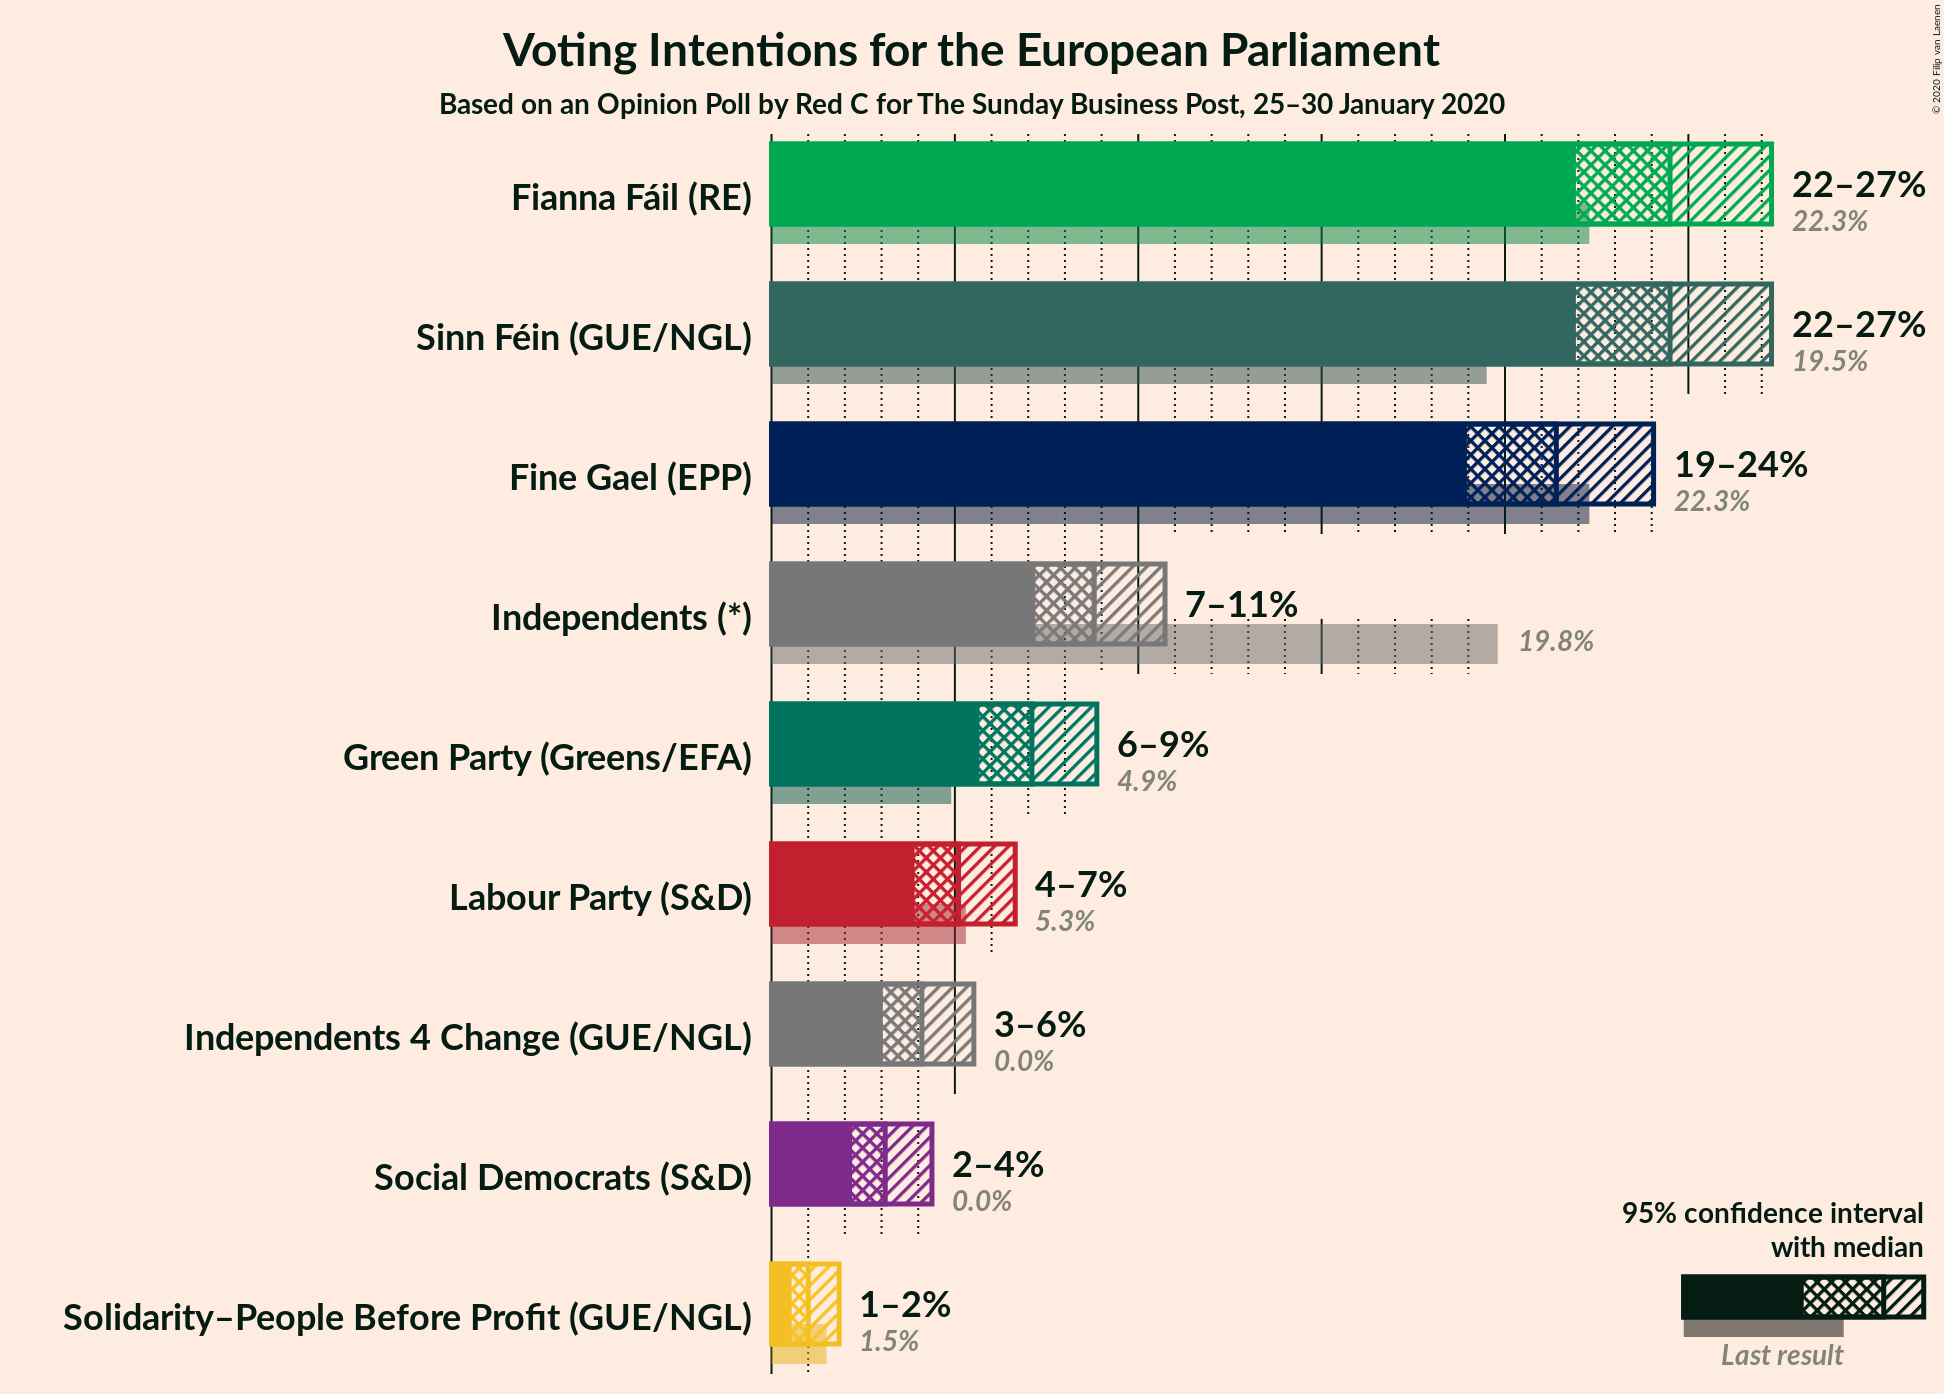 Voting Intentions for the European Parliament
Based on an Opinion Poll by Red C for The Sunday Business Post, 25–30 January 2020
© 2020 Filip van Laenen
Fianna Fáil (RE)
22–27%
22.3%
Sinn Féin (GUE/NGL)
22–27%
19.5%
Fine Gael (EPP)
19–24%
22.3%
Independents (*)
7–11%
19.8%
Green Party (Greens/EFA)
6–9%
4.9%
Labour Party (S&D)
4–7%
5.3%
Independents 4 Change (GUE/NGL)
3–6%
0.0%
Social Democrats (S&D)
2–4%
0.0%
Solidarity–People Before Profit (GUE/NGL)
1–2%
1.5%
95% confidence interval
with median
Last result